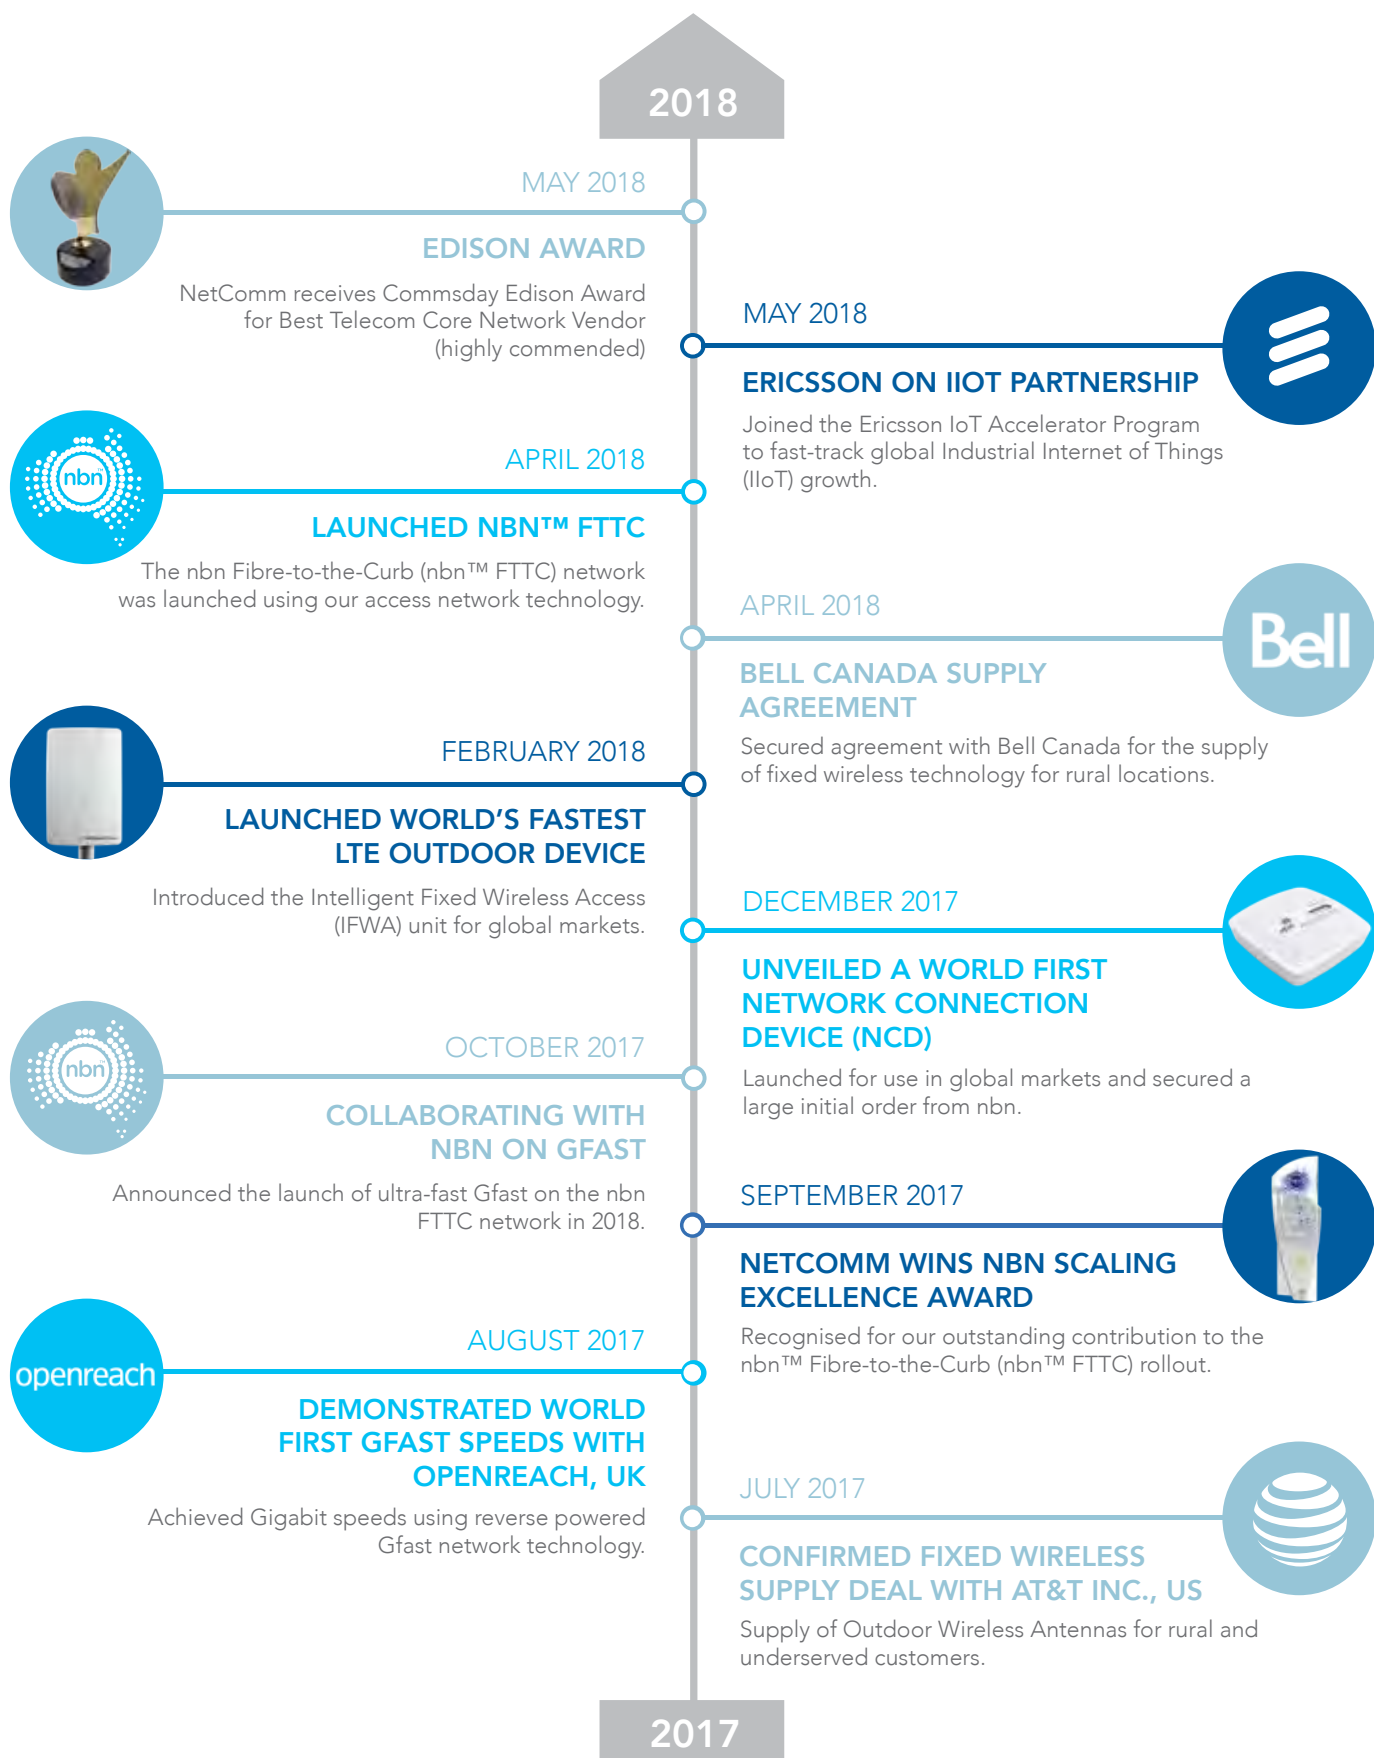 2018
MAY 2018
EDISON AWARD
NetComm receives Commsday Edison Award
for Best Telecom Core Network Vendor
(highly commended)
MAY 2018
ERICSSON ON IIOT PARTNERSHIP
Joined the Ericsson IoT Accelerator Program
to fast-track global Industrial Internet of Things
(IIoT) growth.
nbn™
APRIL 2018
LAUNCHED NBN™ FTTC
The nbn Fibre-to-the-Curb (nbn™ FTTC) network
was launched using our access network technology.
APRIL 2018
Bell
BELL CANADA SUPPLY
AGREEMENT
Secured agreement with Bell Canada for the supply
of fixed wireless technology for rural locations.
FEBRUARY 2018
LAUNCHED WORLD’S FASTEST
LTE OUTDOOR DEVICE
Introduced the Intelligent Fixed Wireless Access
(IFWA) unit for global markets.
DECEMBER 2017
UNVEILED A WORLD FIRST
NETWORK CONNECTION
DEVICE (NCD)
Launched for use in global markets and secured a
large initial order from nbn.
nbn™
OCTOBER 2017
COLLABORATING WITH
NBN ON GFAST
Announced the launch of ultra-fast Gfast on the nbn
FTTC network in 2018.
SEPTEMBER 2017
NETCOMM WINS NBN SCALING
EXCELLENCE AWARD
Recognised for our outstanding contribution to the
nbn™ Fibre-to-the-Curb (nbn™ FTTC) rollout.
openreach
AUGUST 2017
DEMONSTRATED WORLD
FIRST GFAST SPEEDS WITH
OPENREACH, UK
Achieved Gigabit speeds using reverse powered
Gfast network technology.
JULY 2017
CONFIRMED FIXED WIRELESS
SUPPLY DEAL WITH AT&T INC., US
Supply of Outdoor Wireless Antennas for rural and
underserved customers.
2017